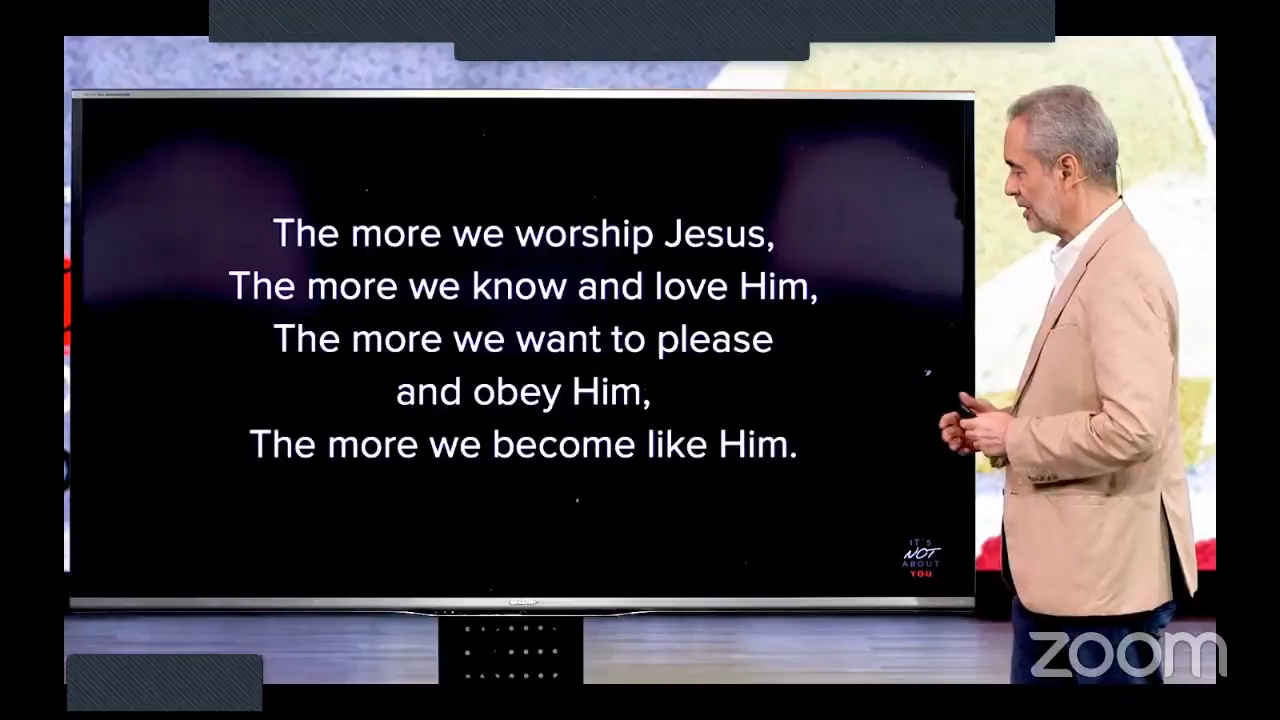 The more we worship Jesus,
The more we know and love Him,
The more we want to please
and obey Him,
The more we become like Him.
IT'S
NOT
ABOUT
YOU
zoom